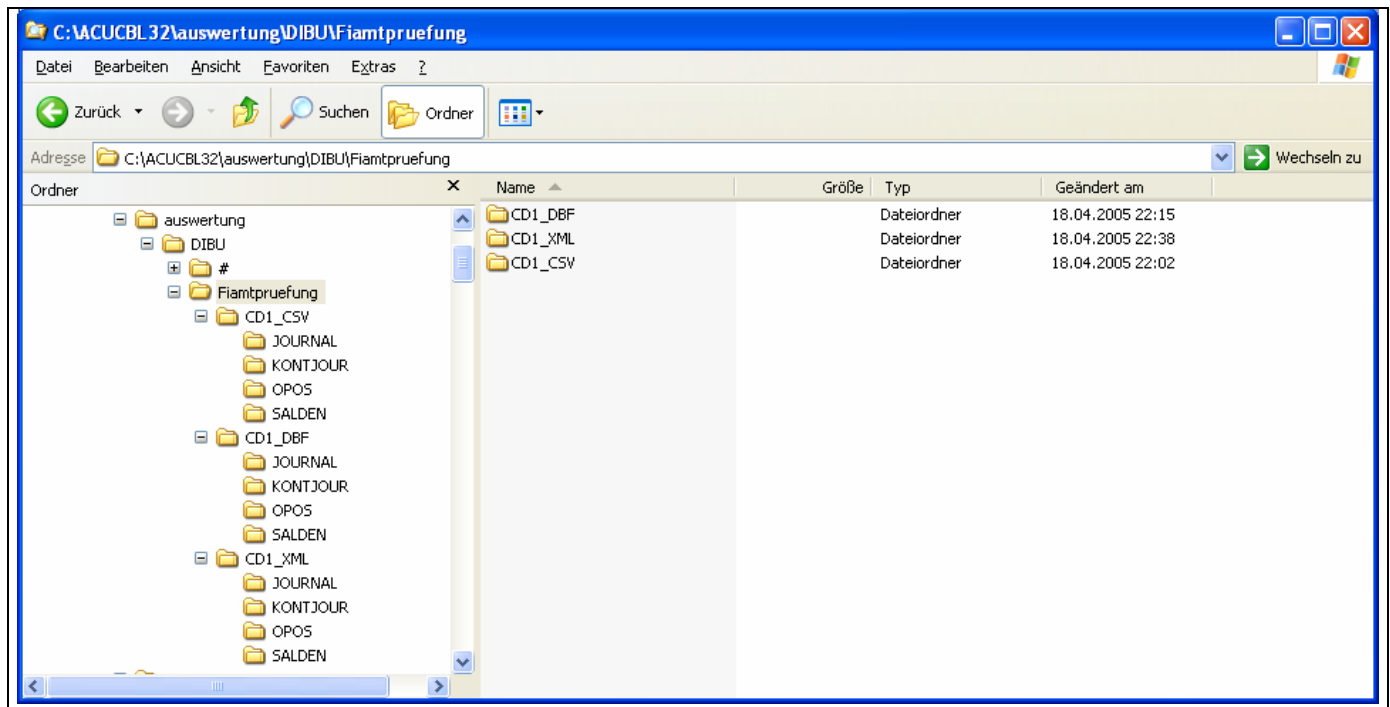 C:\ACUCBL32\auswertung\DIBU\Fiamtpruefung
Datei Bearbeiten Ansicht Favoriten Extras ?
Zurück Suchen Ordner
Adresse C:\ACUCBL32\auswertung\DIBU\Fiamtpruefung Wechseln zu
Ordner Name Größe Typ Geändert am
auswertung
DIBU
#
Fiamtpruefung
CD1_CSV
JOURNAL
KONTJOUR
OPOS
SALDEN
CD1_DBF
JOURNAL
KONTJOUR
OPOS
SALDEN
CD1_XML
JOURNAL
KONTJOUR
OPOS
SALDEN
CD1_DBF Dateiordner 18.04.2005 22:15
CD1_XML Dateiordner 18.04.2005 22:38
CD1_CSV Dateiordner 18.04.2005 22:02